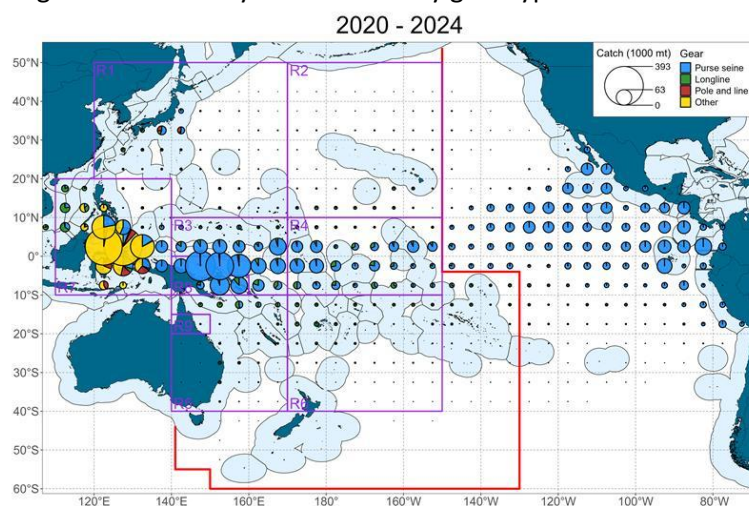 2020 - 2024
Catch (1000 mt)
393
63
0
Gear
Purse seine
Longline
Pole and line
Other
50°N
40°N
30°N
20°N
10°N
0°
10°S
20°S
30°S
40°S
50°S
60°S
R1
R2
R3
R4
R7
R5
R6
120°E
140°E
160°E
180°
160°W
140°W
120°W
100°W
80°W